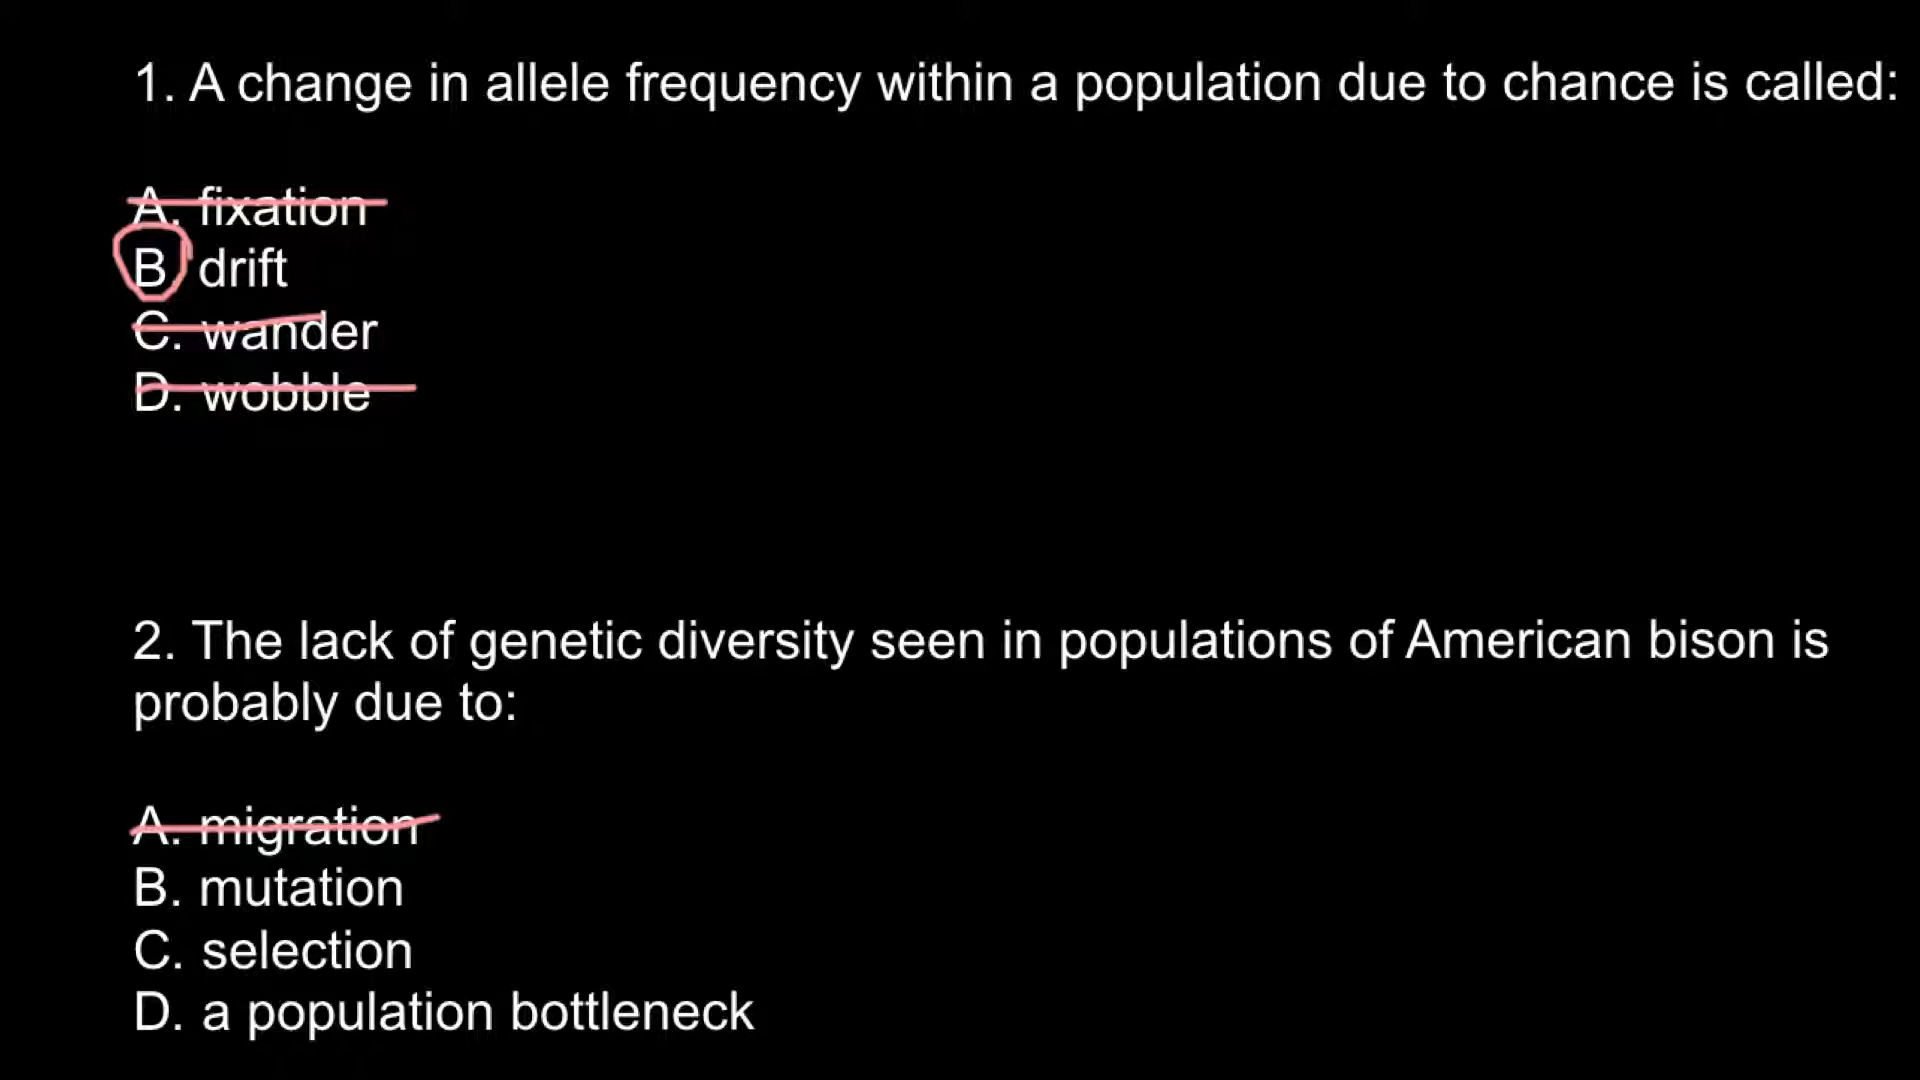 1. A change in allele frequency within a population due to chance is called:
A. fixation
B. drift
C. wander
D. wobble
2. The lack of genetic diversity seen in populations of American bison is
probably due to:
A. migration
B. mutation
C. selection
D. a population bottleneck